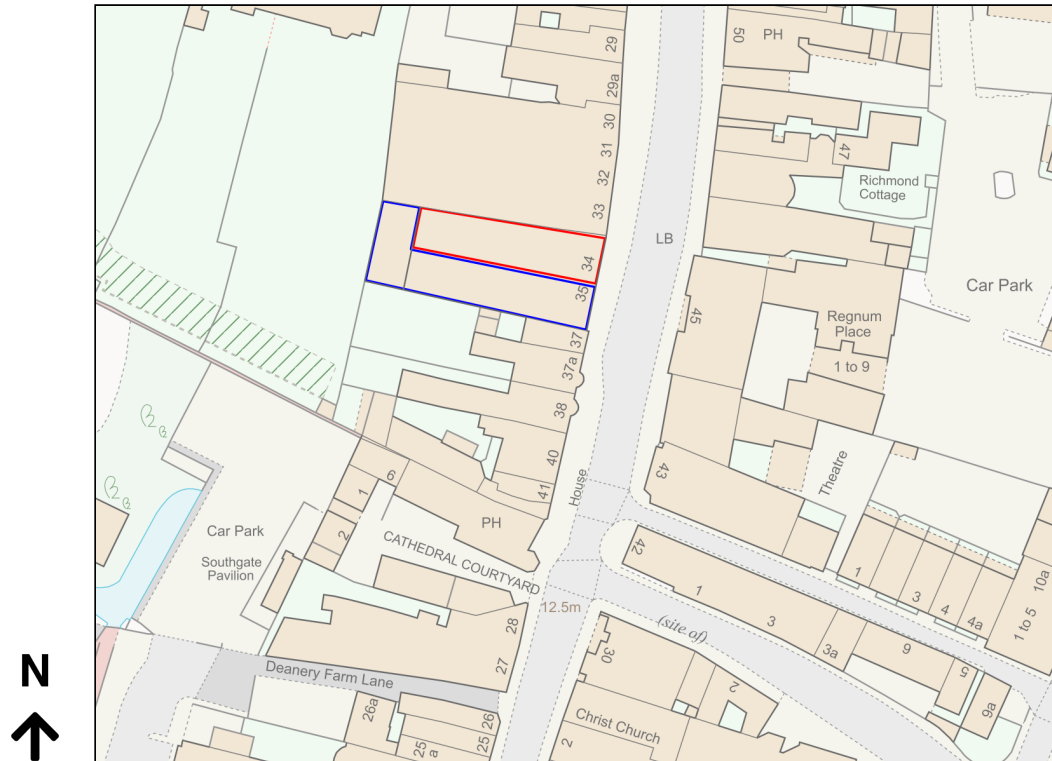 29
29a
30
31
32
33
34
35
37
37a
38
40
41
House
50
PH
47
Richmond
Cottage
LB
Car Park
45
Regnum
Place
1 to 9
43
Theatre
6
1
2
PH
Car Park
Southgate
Pavilion
CATHEDRAL COURTYARD
12.5m
42
1
3
3a
9
5
9a
1
3
4
4a
1 to 5
10a
(site of)
28
27
Deanery Farm Lane
26a
26
25
25
a
30
2
Christ Church
2
N